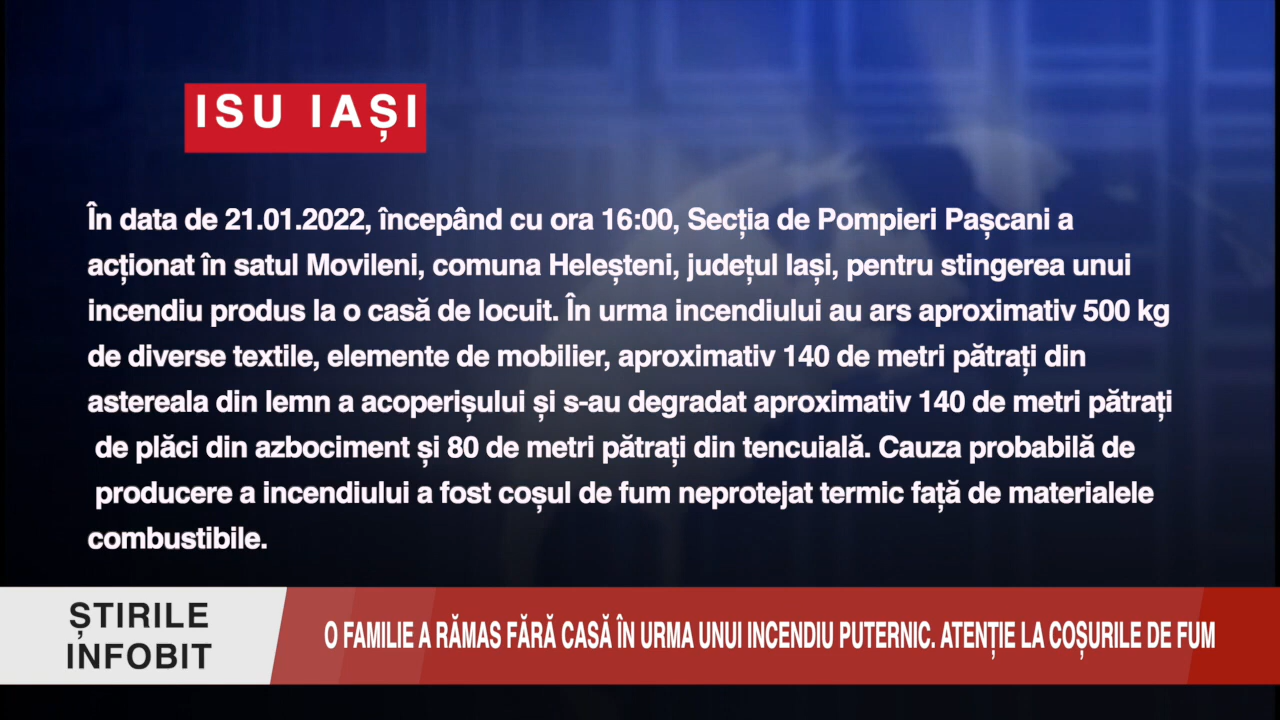 ISU IAȘI
În data de 21.01.2022, începând cu ora 16:00, Secția de Pompieri Pașcani a
acționat în satul Movileni, comuna Heleșteni, județul Iași, pentru stingerea unui
incendiu produs la o casă de locuit. În urma incendiului au ars aproximativ 500 kg
de diverse textile, elemente de mobilier, aproximativ 140 de metri pătrați din
astereala din lemn a acoperișului și s-au degradat aproximativ 140 de metri pătrați
de plăci din azbociment și 80 de metri pătrați din tencuială. Cauza probabilă de
producere a incendiului a fost coșul de fum neprotejat termic față de materialele
combustibile.
ȘTIRILE
INFOBIT
O FAMILIE A RĂMAS FĂRĂ CASĂ ÎN URMA UNUI INCENDIU PUTERNIC. ATENȚIE LA COȘURILE DE FUM